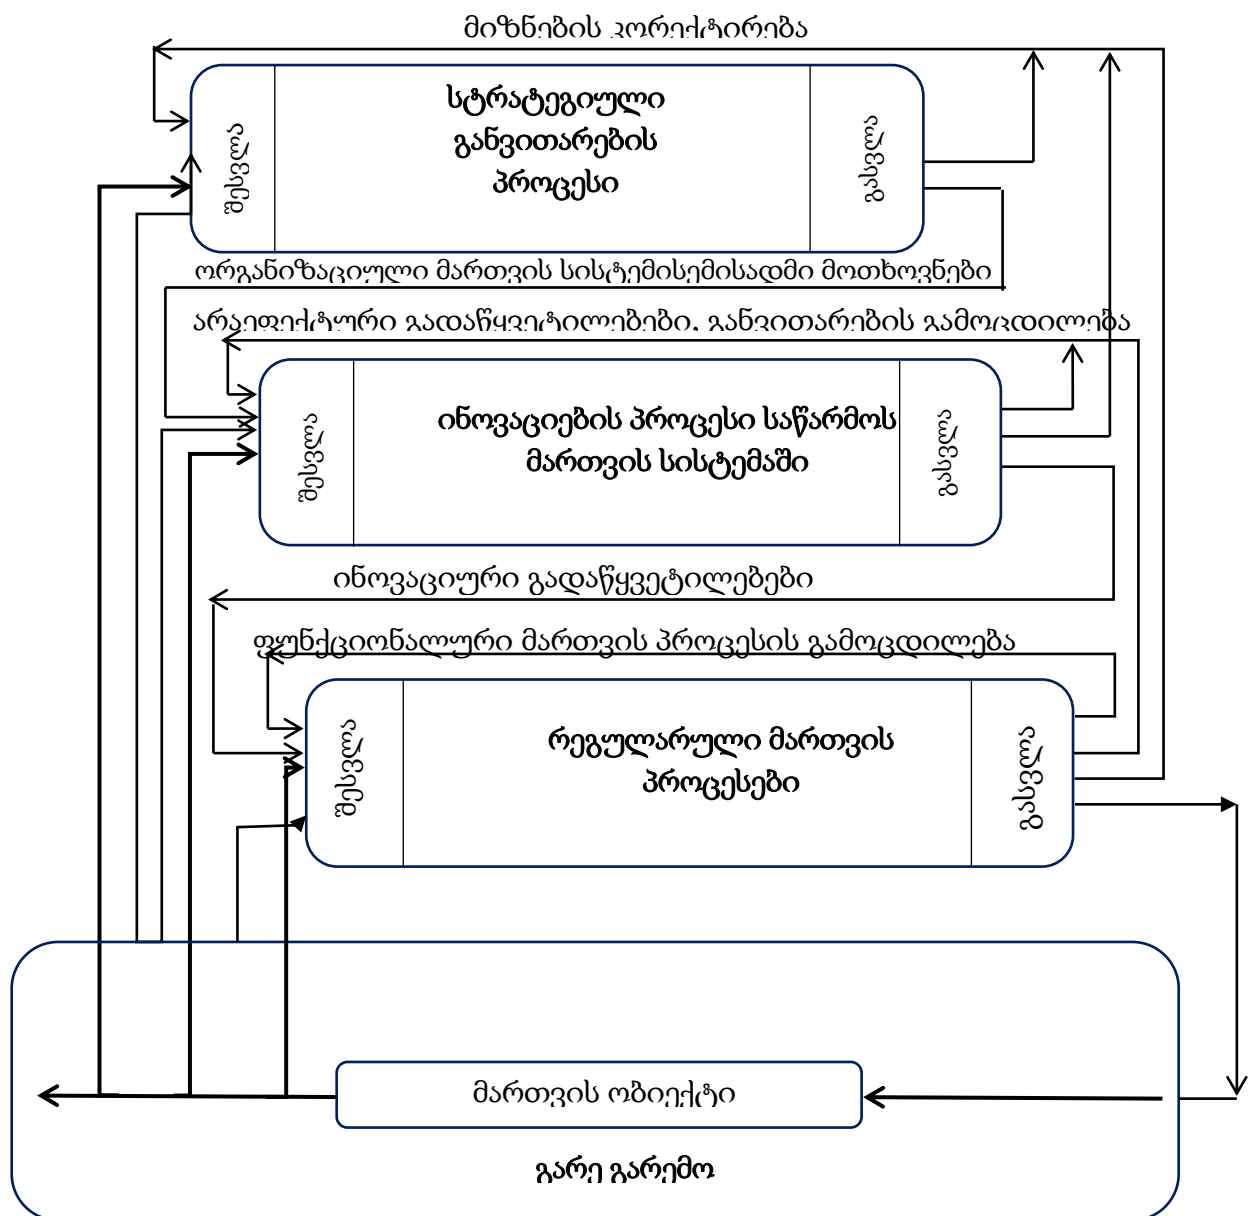 მიზნების კორექტირება
სტრატეგიული
განვითარების
პროცესი
შესვლა
გასვლა
ორგანიზაციული მართვის სისტემისემისადმი მოთხოვნები
არაეფექტური გადაწყვეტილებები, განვითარების გამოცდილება
ინოვაციების პროცესი საწარმოს
მართვის სისტემაში
შესვლა
გასვლა
ინოვაციური გადაწყვეტილებები
ფუნქციონალური მართვის პროცესის გამოცდილება
რეგულარული მართვის
პროცესები
შესვლა
გასვლა
მართვის ობიექტი
გარე გარემო